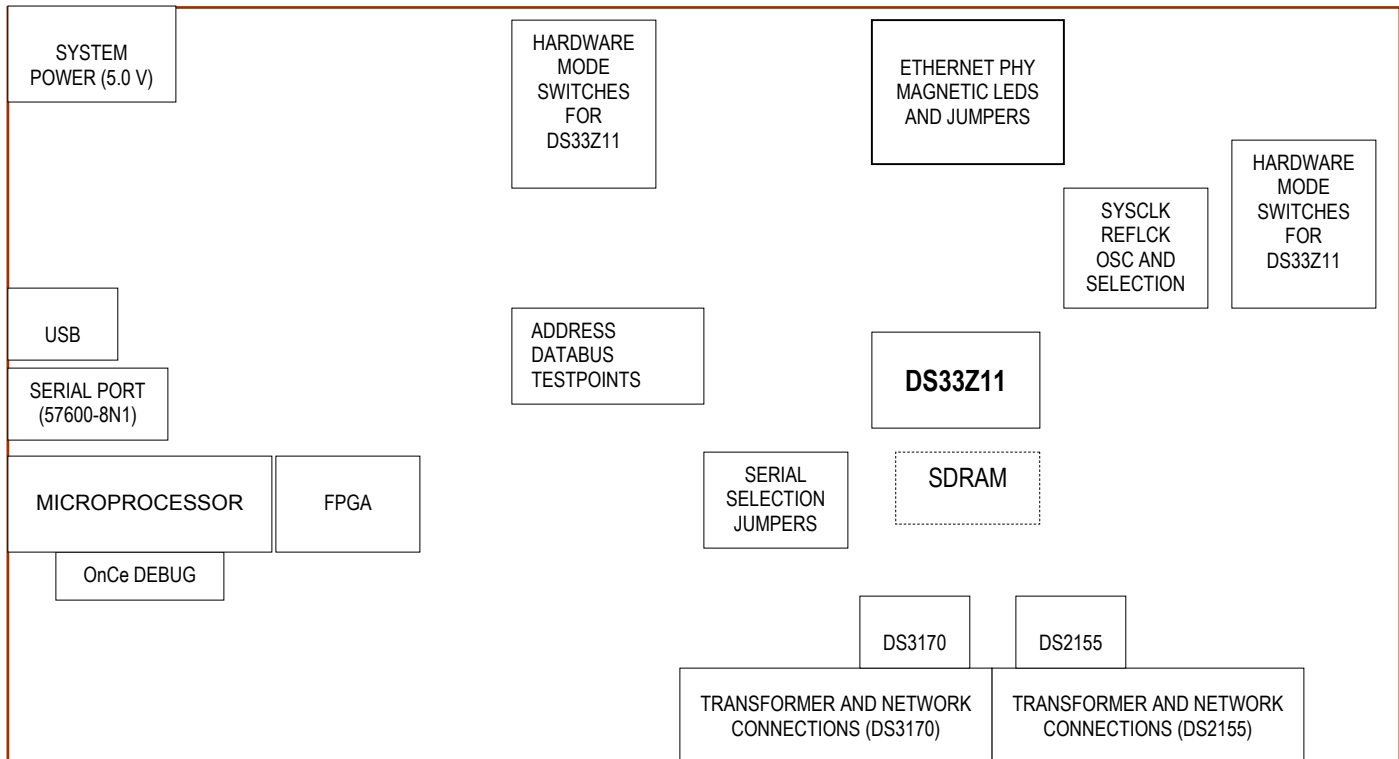 SYSTEM
POWER (5.0 V)
HARDWARE
MODE
SWITCHES
FOR
DS33Z11
ETHERNET PHY
MAGNETIC LEDS
AND JUMPERS
HARDWARE
MODE
SWITCHES
FOR
DS33Z11
SYSCLK
REFLCK
OSC AND
SELECTION
USB
ADDRESS
DATABUS
TESTPOINTS
DS33Z11
SERIAL PORT
(57600-8N1)
MICROPROCESSOR
FPGA
SERIAL
SELECTION
JUMPERS
SDRAM
OnCe DEBUG
DS3170
DS2155
TRANSFORMER AND NETWORK
CONNECTIONS (DS3170)
TRANSFORMER AND NETWORK
CONNECTIONS (DS2155)